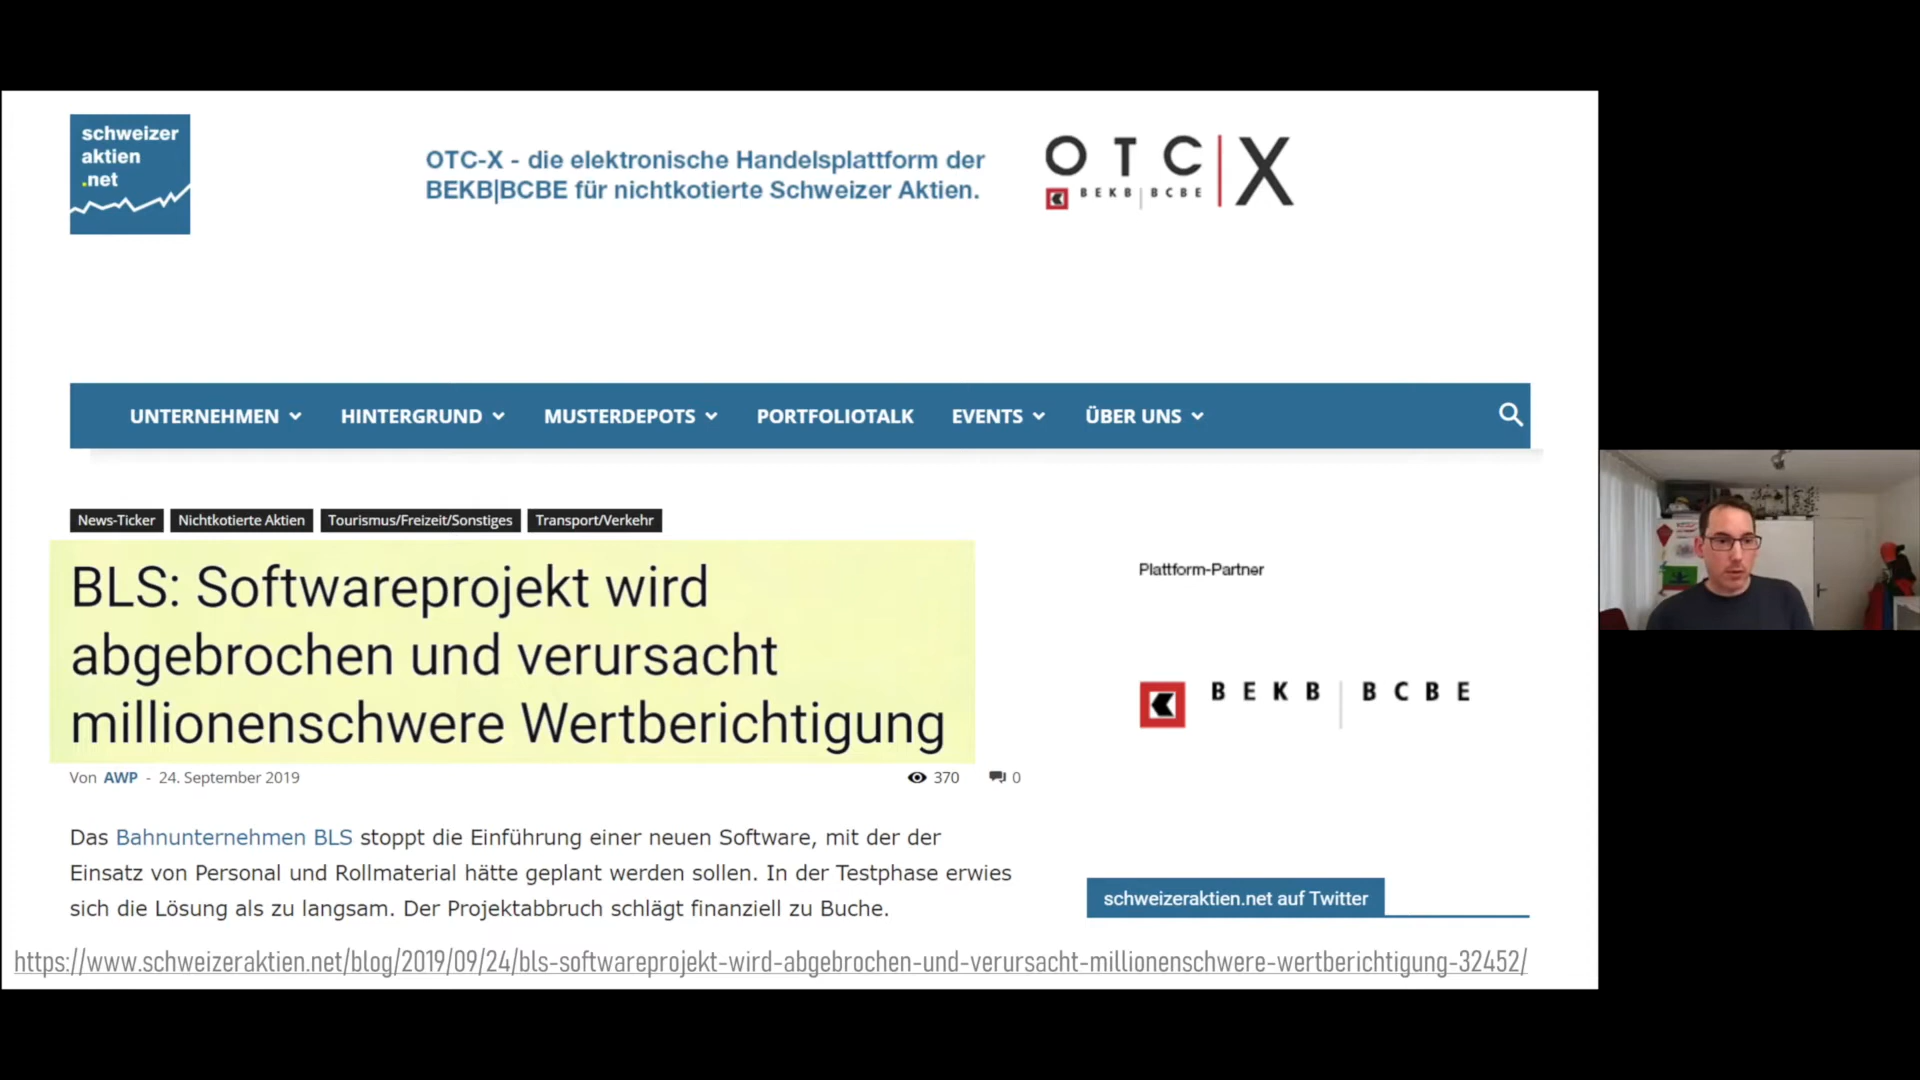 schweizer
aktien
.net
OTC-X - die elektronische Handelsplattform der
BEKB|BCBE für nichtkotierte Schweizer Aktien.
OTC|X
BEKB|BCBE
UNTERNEHMEN HINTERGRUND MUSTERDEPOTS PORTFOLIOTALK EVENTS ÜBER UNS
News-Ticker Nichtkotierte Aktien Tourismus/Freizeit/Sonstiges Transport/Verkehr
BLS: Softwareprojekt wird
abgebrochen und verursacht
millionenschwere Wertberichtigung
Von AWP - 24. September 2019 370 0
Das Bahnunternehmen BLS stoppt die Einführung einer neuen Software, mit der der
Einsatz von Personal und Rollmaterial hätte geplant werden sollen. In der Testphase erwies
sich die Lösung als zu langsam. Der Projektabbruch schlägt finanziell zu Buche.
Plattform-Partner
BEKB|BCBE
schweizeraktien.net auf Twitter
https://www.schweizeraktien.net/blog/2019/09/24/bls-softwareprojekt-wird-abgebrochen-und-verursacht-millionenschwere-wertberichtigung-32452/